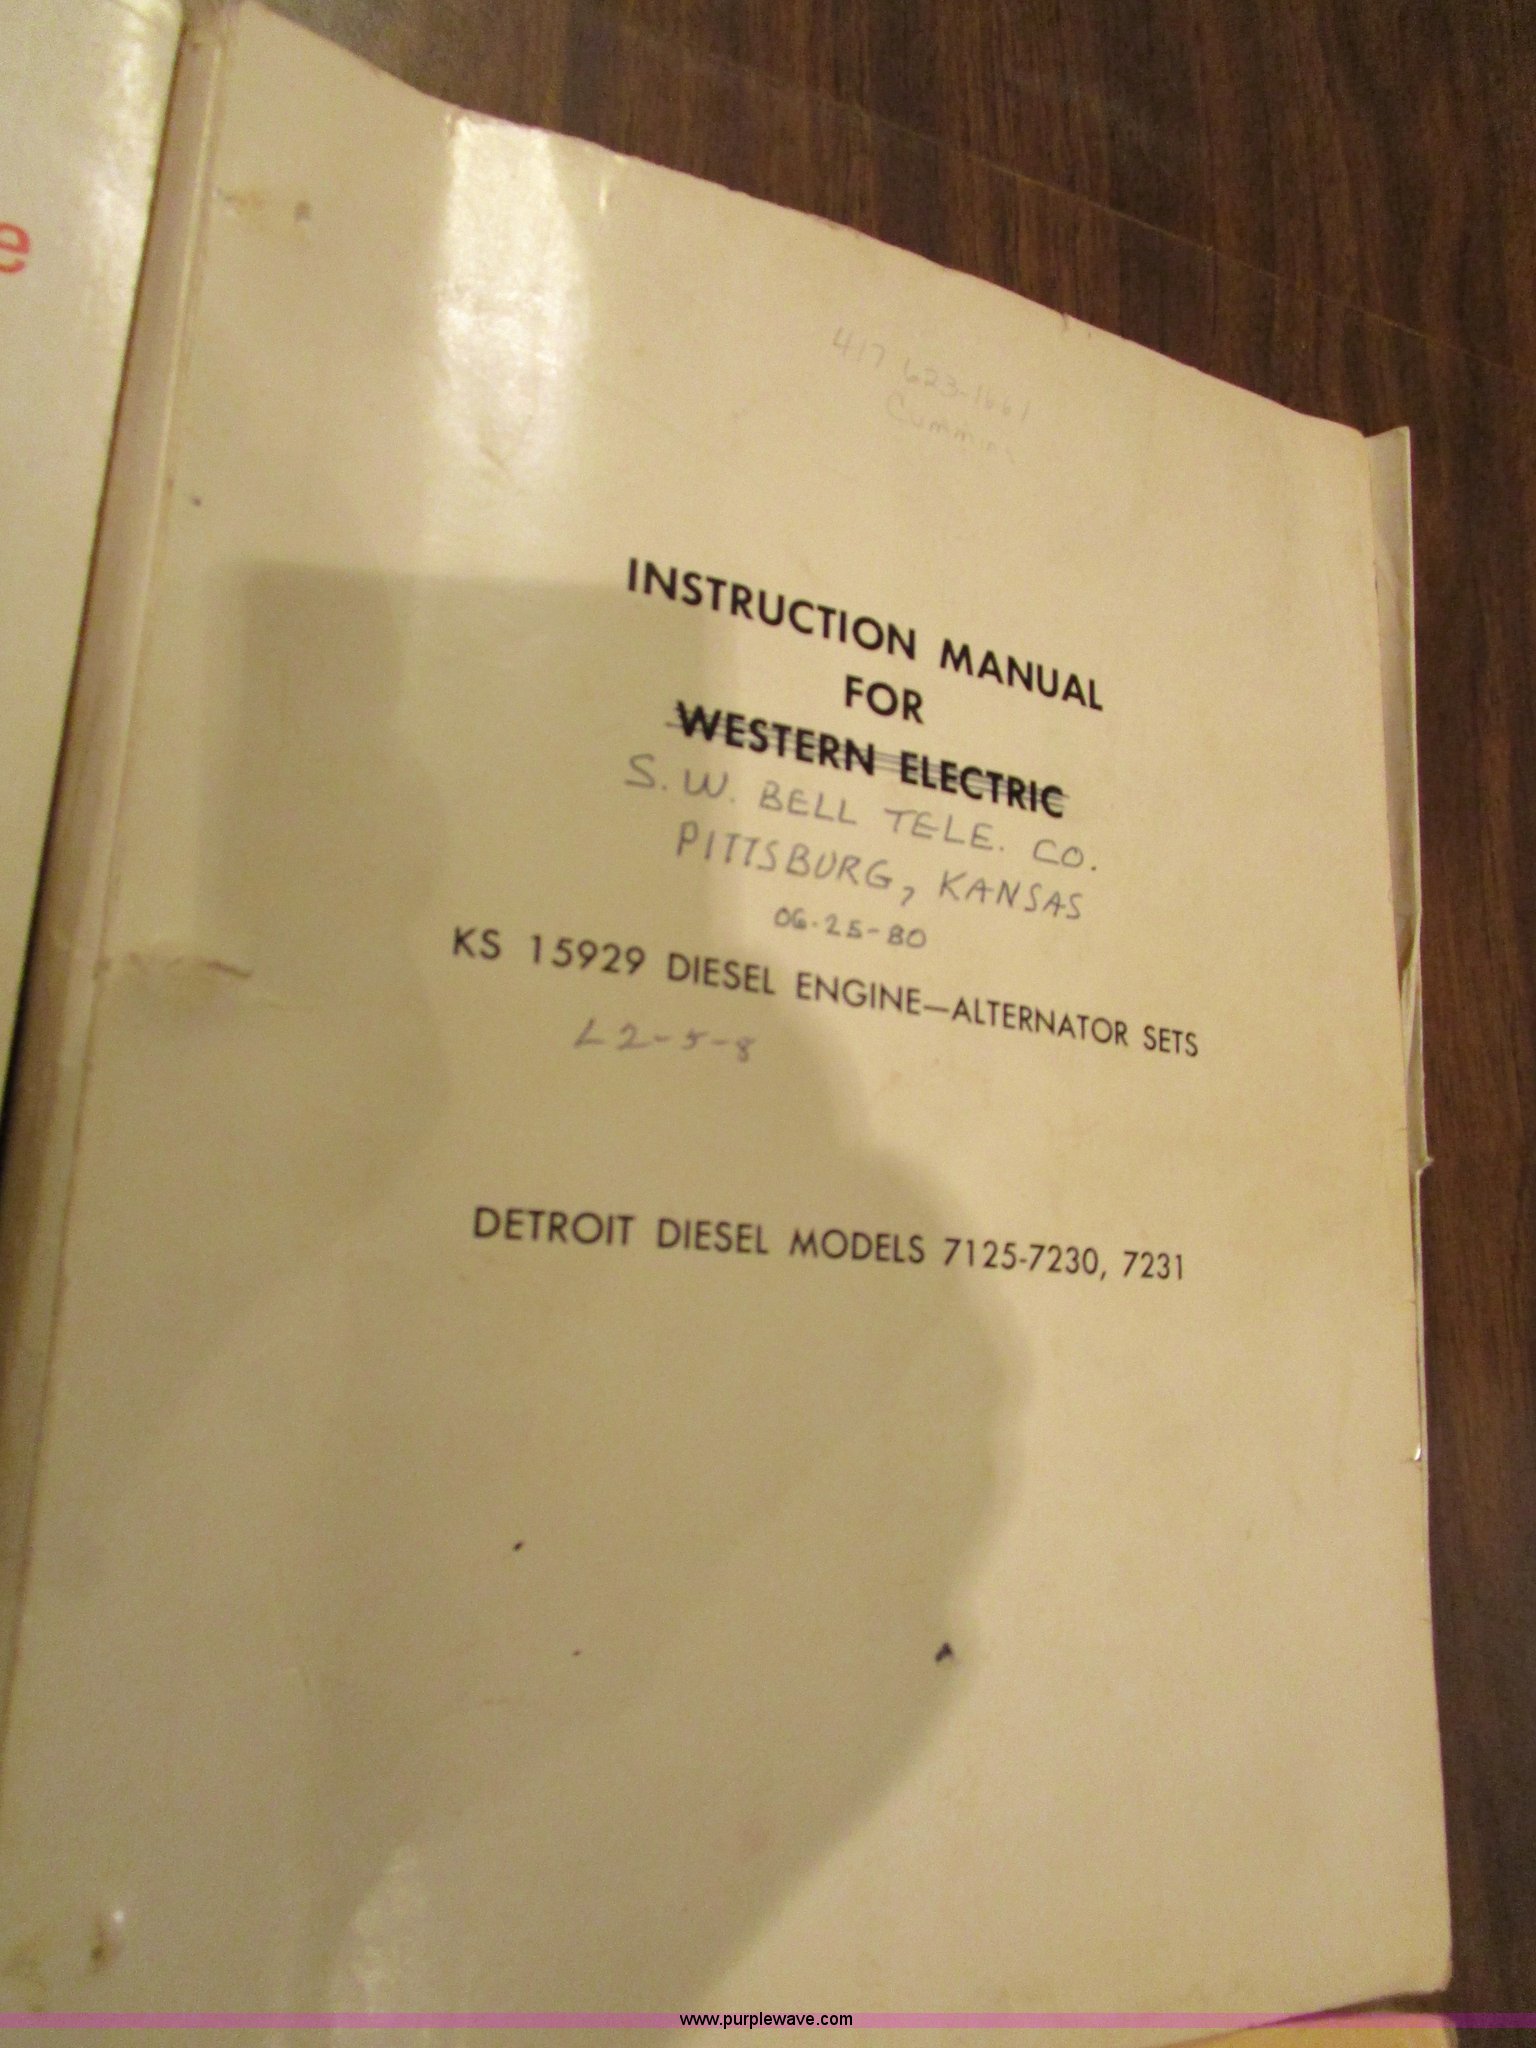 e
417 623-1661
INSTRUCTION MANUAL
FOR
WESTERN ELECTRIC
S.W. BELL TELE. CO.
PITTSBURG, KANSAS
06-25-80
KS 15929 DIESEL ENGINE—ALTERNATOR SETS
L2-5-8
DETROIT DIESEL MODELS 7125-7230, 7231
www.purplewave.com